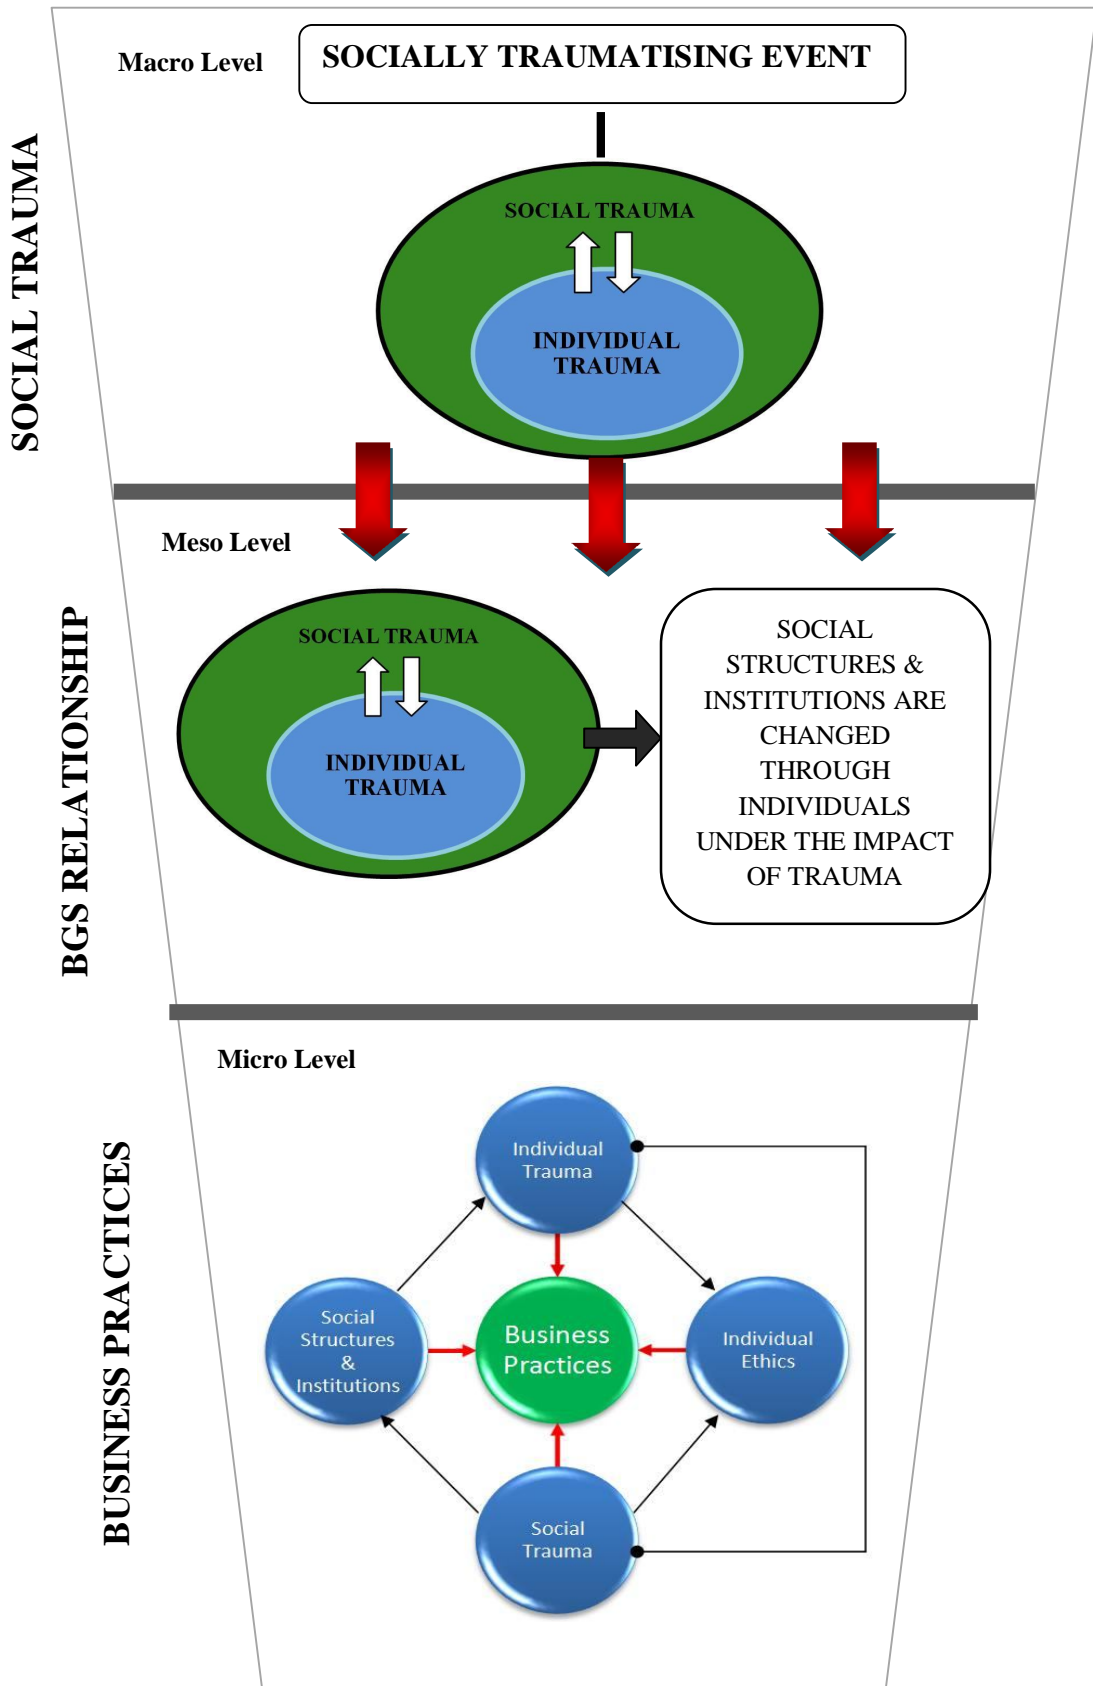 Macro Level
SOCIALLY TRAUMATISING EVENT
SOCIAL TRAUMA
SOCIAL TRAUMA
INDIVIDUAL
TRAUMA
Meso Level
BGS RELATIONSHIP
SOCIAL TRAUMA
INDIVIDUAL
TRAUMA
SOCIAL
STRUCTURES &
INSTITUTIONS ARE
CHANGED
THROUGH
INDIVIDUALS
UNDER THE IMPACT
OF TRAUMA
Micro Level
BUSINESS PRACTICES
Individual
Trauma
Social
Structures
&
Institutions
Business
Practices
Individual
Ethics
Social
Trauma